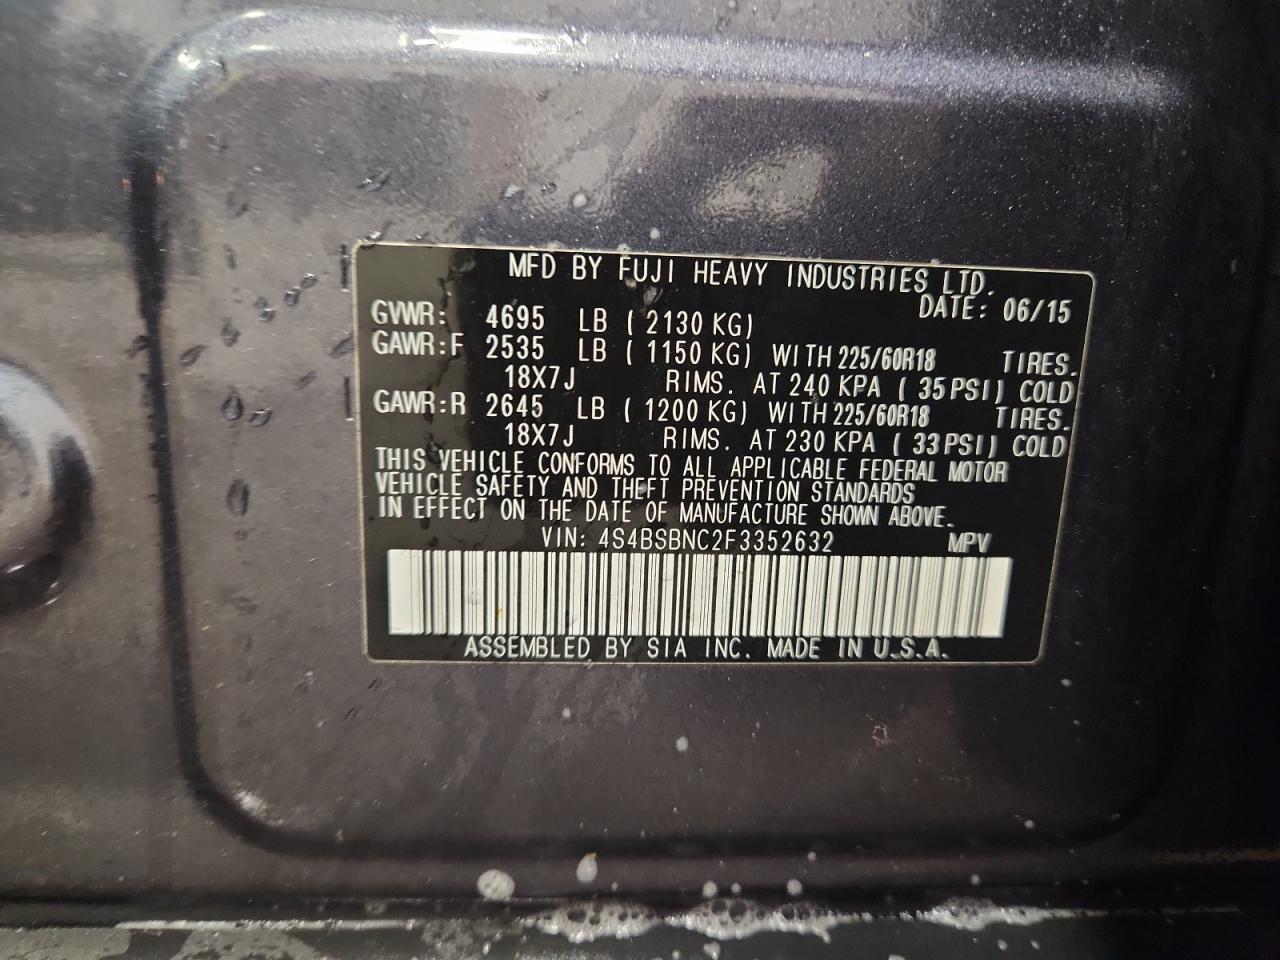 MFD BY FUJI HEAVY INDUSTRIES LTD.
DATE: 06/15
GVWR: 4695 LB ( 2130 KG)
GAWR:F 2535 LB ( 1150 KG) WITH 225/60R18 TIRES.
18X7J RIMS. AT 240 KPA ( 35 PSI) COLD
GAWR:R 2645 LB ( 1200 KG) WITH 225/60R18 TIRES.
18X7J RIMS. AT 230 KPA ( 33 PSI) COLD
THIS VEHICLE CONFORMS TO ALL APPLICABLE FEDERAL MOTOR
VEHICLE SAFETY AND THEFT PREVENTION STANDARDS
IN EFFECT ON THE DATE OF MANUFACTURE SHOWN ABOVE.
VIN: 4S4BSBNC2F3352632 MPV
ASSEMBLED BY SIA INC. MADE IN U.S.A.